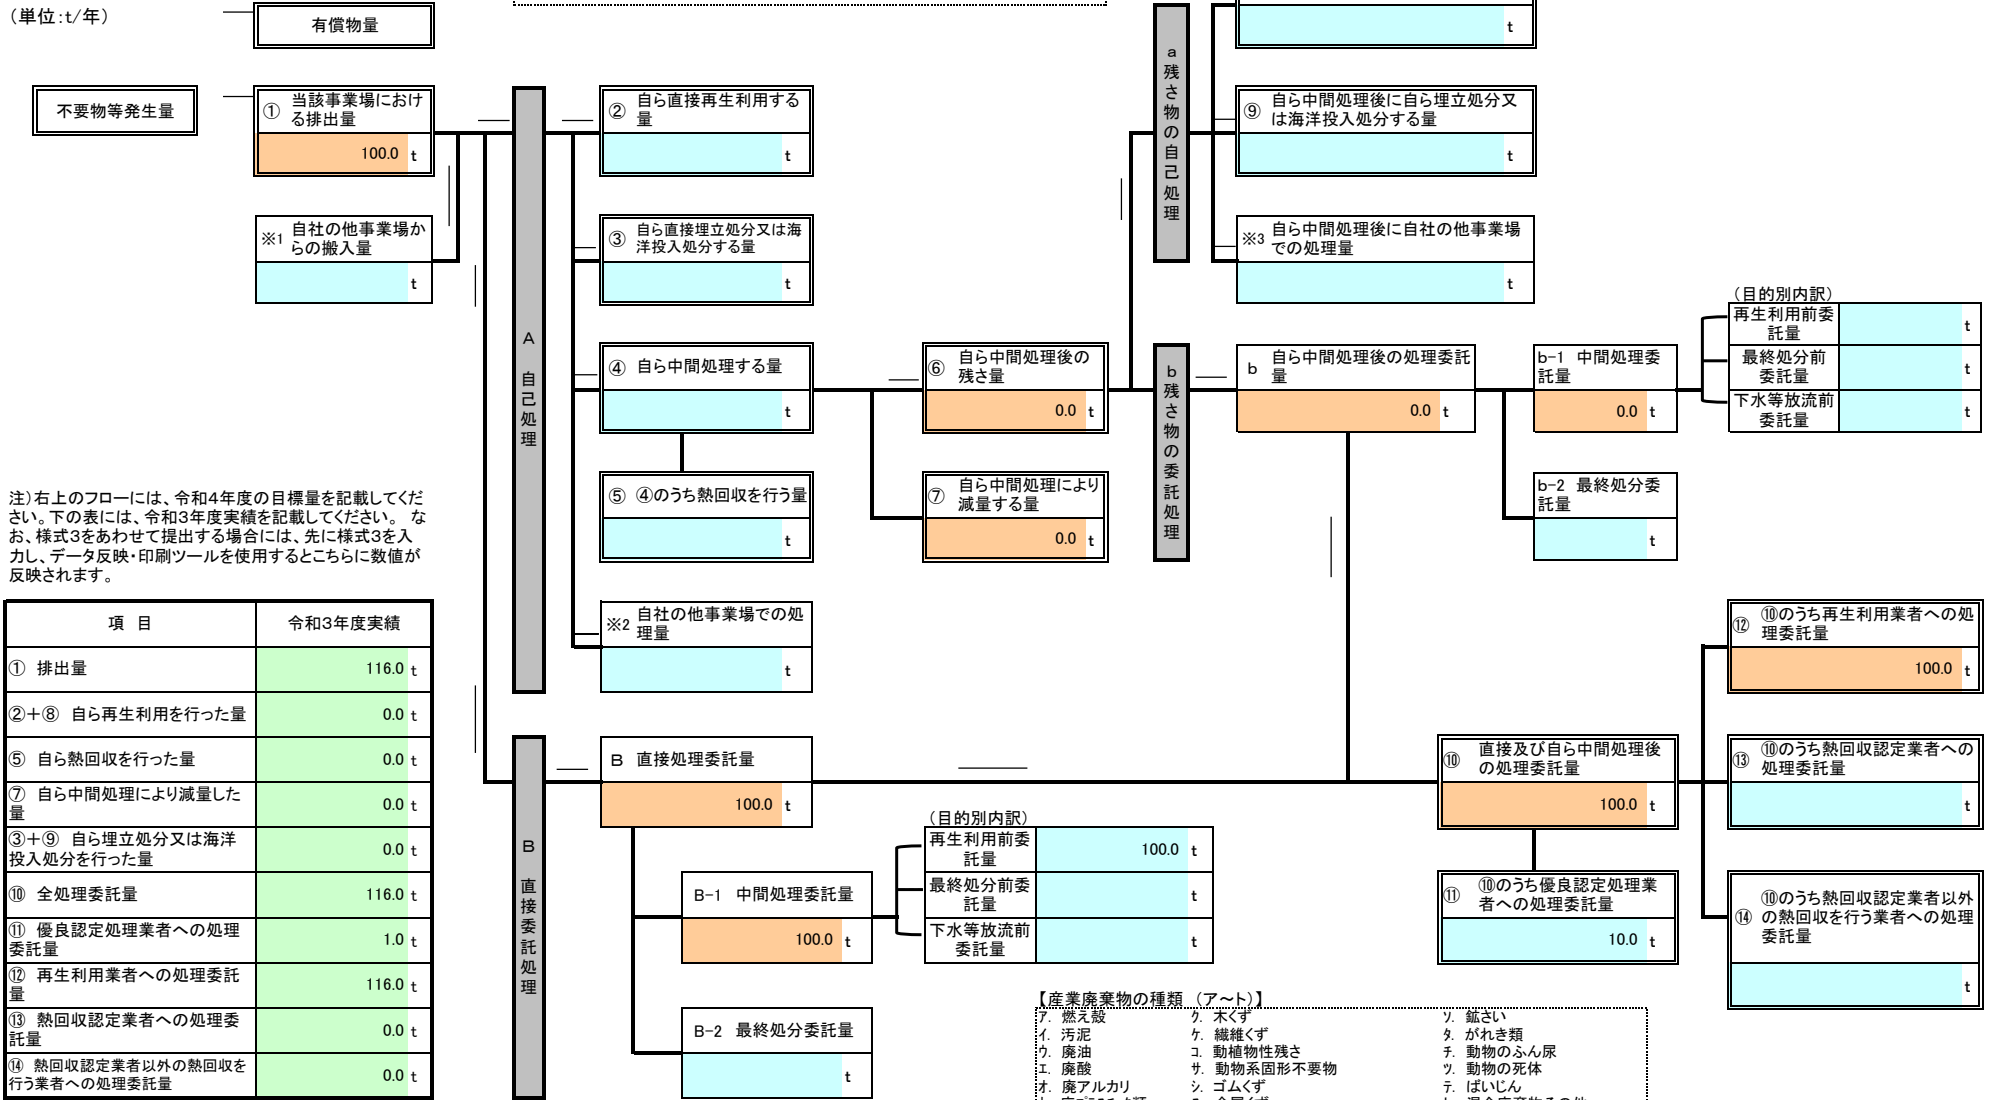 (単位:t/年)
有償物量
t
不要物等発生量
① 当該事業場におけ
る排出量
100.0 t
※1 自社の他事業場か
らの搬入量
t
A 自己処理
② 自ら直接再生利用する
量
t
③ 自ら直接埋立処分又は海
洋投入処分する量
t
④ 自ら中間処理する量
t
⑤ ④のうち熱回収を行う量
t
※2 自社の他事業場での処
理量
t
⑥ 自ら中間処理後の
残さ量
0.0 t
⑦ 自ら中間処理により
減量する量
0.0 t
a 残さ物の自己処理
⑨ 自ら中間処理後に自ら埋立処分又
は海洋投入処分する量
t
※3 自ら中間処理後に自社の他事業場
での処理量
t
b 残さ物の委託処理
b 自ら中間処理後の処理委託
量
0.0 t
b-1 中間処理委
託量
0.0 t
b-2 最終処分委
託量
t
(目的別内訳)
再生利用前委
託量
t
最終処分前
委託量
t
下水等放流前
委託量
t
注)右上のフローには、令和4年度の目標量を記載してくだ
さい。下の表には、令和3年度実績を記載してください。 な
お、様式3をあわせて提出する場合には、先に様式3を入
力し、データ反映・印刷ツールを使用するとこちらに数値が
反映されます。
項 目 令和3年度実績
① 排出量 116.0 t
②+⑧ 自ら再生利用を行った量 0.0 t
⑤ 自ら熱回収を行った量 0.0 t
⑦ 自ら中間処理により減量した
量 0.0 t
③+⑨ 自ら埋立処分又は海洋
投入処分を行った量 0.0 t
⑩ 全処理委託量 116.0 t
⑪ 優良認定処理業者への処理
委託量 1.0 t
⑫ 再生利用業者への処理委託
量 116.0 t
⑬ 熱回収認定業者への処理委
託量 0.0 t
⑭ 熱回収認定業者以外の熱回収を
行う業者への処理委託量 0.0 t
B 直接委託処理
B 直接処理委託量
100.0 t
B-1 中間処理委託量
100.0 t
B-2 最終処分委託量
t
(目的別内訳)
再生利用前委
託量
100.0 t
最終処分前委
託量
t
下水等放流前
委託量
t
⑩ 直接及び自ら中間処理後
の処理委託量
100.0 t
⑪ ⑩のうち優良認定処理業
者への処理委託量
10.0 t
⑫ ⑩のうち再生利用業者への処
理委託量
100.0 t
⑬ ⑩のうち熱回収認定業者への
処理委託量
t
⑭ ⑩のうち熱回収認定業者以外
の熱回収を行う業者への処理
委託量
t
【産業廃棄物の種類 (ア～ト)】
ア. 燃え殻 ク. 木くず ソ. 鉱さい
イ. 汚泥 ケ. 繊維くず タ. がれき類
ウ. 廃油 コ. 動植物性残さ チ. 動物のふん尿
エ. 廃酸 サ. 動物系固形不要物 ツ. 動物の死体
オ. 廃アルカリ シ. ゴムくず テ. ばいじん